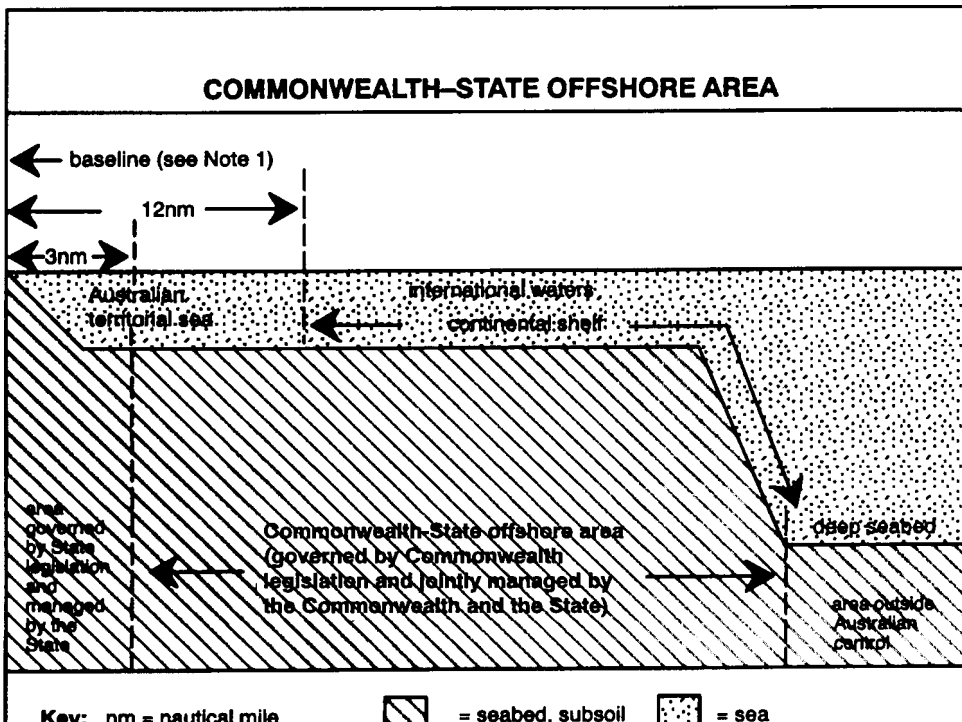 COMMONWEALTH–STATE OFFSHORE AREA
baseline (see Note 1)
12nm
3nm
Australian
territorial sea
international waters
continental shelf
area
governed
by State
legislation
and
managed
by the
State
Commonwealth-State offshore area
(governed by Commonwealth
legislation and jointly managed by
the Commonwealth and the State)
deep seabed
area outside
Australian
control
Key: nm = nautical mile
= seabed, subsoil
= sea